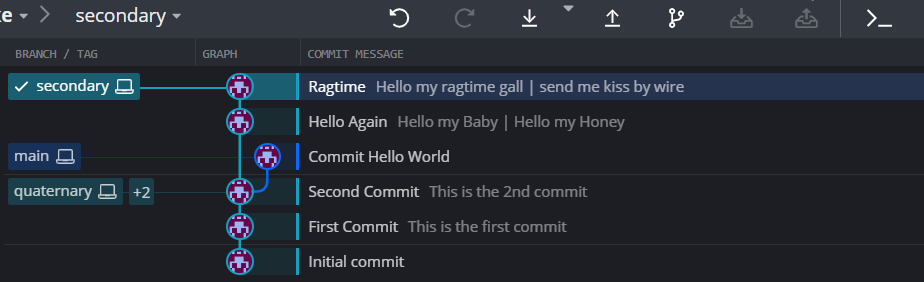 ke secondary
BRANCH / TAG GRAPH COMMIT MESSAGE
secondary Ragtime Hello my ragtime gall | send me kiss by wire
Hello Again Hello my Baby | Hello my Honey
main Commit Hello World
quaternary +2 Second Commit This is the 2nd commit
First Commit This is the first commit
Initial commit